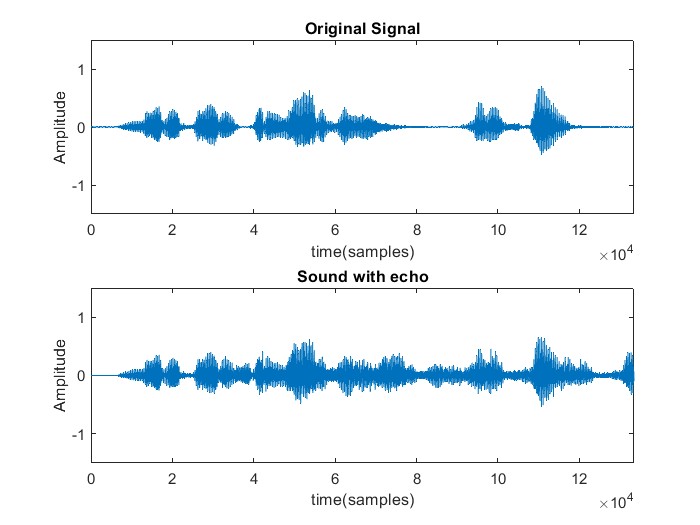 Original Signal
1
0
-1
Amplitude
0 2 4 6 8 10 12
time(samples)
×10^4
Sound with echo
1
0
-1
Amplitude
0 2 4 6 8 10 12
time(samples)
×10^4